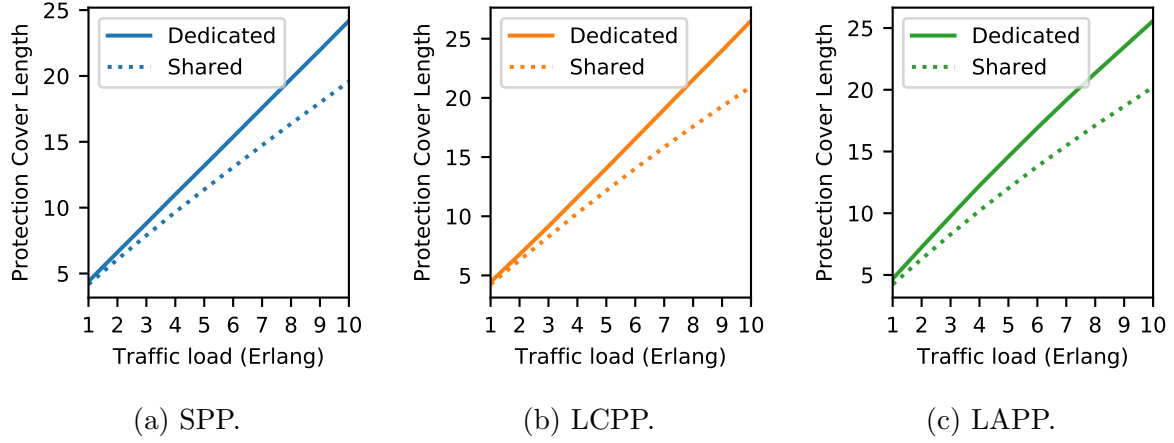 25
20
15
10
5
Protection Cover Length
Dedicated
Shared
1 2 3 4 5 6 7 8 9 10
Traffic load (Erlang)
(a) SPP.
25
20
15
10
5
Protection Cover Length
Dedicated
Shared
1 2 3 4 5 6 7 8 9 10
Traffic load (Erlang)
(b) LCPP.
25
20
15
10
5
Protection Cover Length
Dedicated
Shared
1 2 3 4 5 6 7 8 9 10
Traffic load (Erlang)
(c) LAPP.